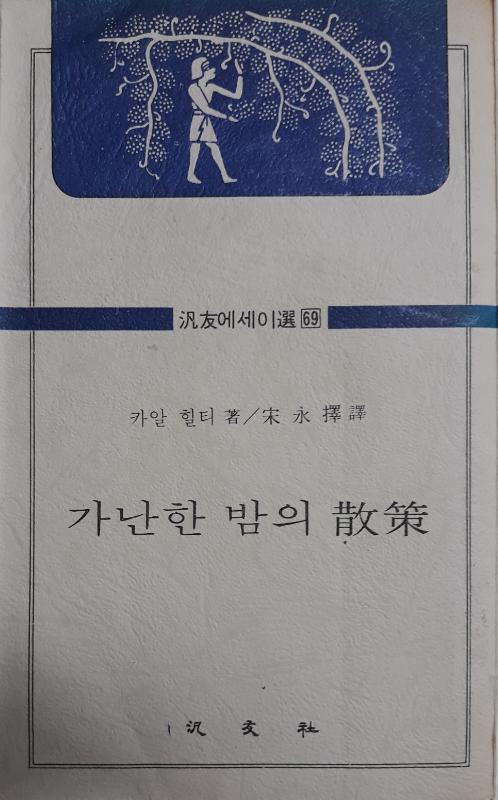 汎友에세이選 69
카알 힐티 著/宋 永 擇 譯
가난한 밤의 散策
汎 友 社